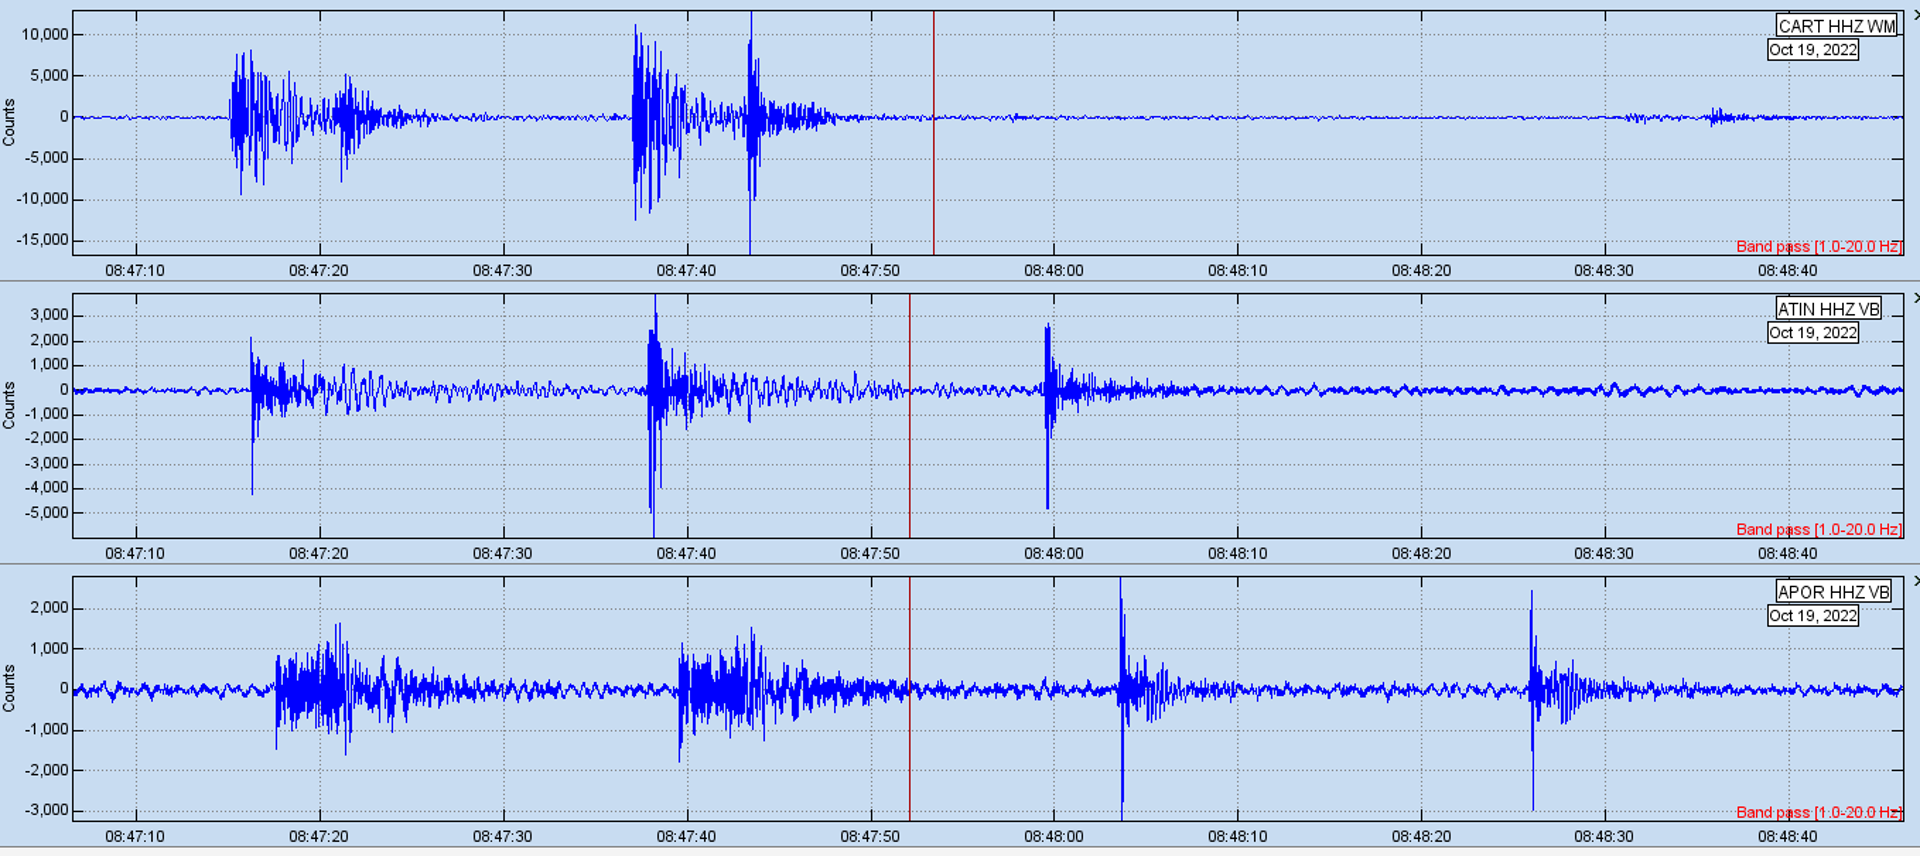 CART HHZ WM
Oct 19, 2022
Counts
10,000
5,000
0
-5,000
-10,000
-15,000
Band pass [1.0-20.0 Hz]
08:47:10 08:47:20 08:47:30 08:47:40 08:47:50 08:48:00 08:48:10 08:48:20 08:48:30 08:48:40
ATIN HHZ VB
Oct 19, 2022
Counts
3,000
2,000
1,000
0
-1,000
-2,000
-3,000
-4,000
-5,000
Band pass [1.0-20.0 Hz]
08:47:10 08:47:20 08:47:30 08:47:40 08:47:50 08:48:00 08:48:10 08:48:20 08:48:30 08:48:40
APOR HHZ VB
Oct 19, 2022
Counts
2,000
1,000
0
-1,000
-2,000
-3,000
Band pass [1.0-20.0 Hz]
08:47:10 08:47:20 08:47:30 08:47:40 08:47:50 08:48:00 08:48:10 08:48:20 08:48:30 08:48:40